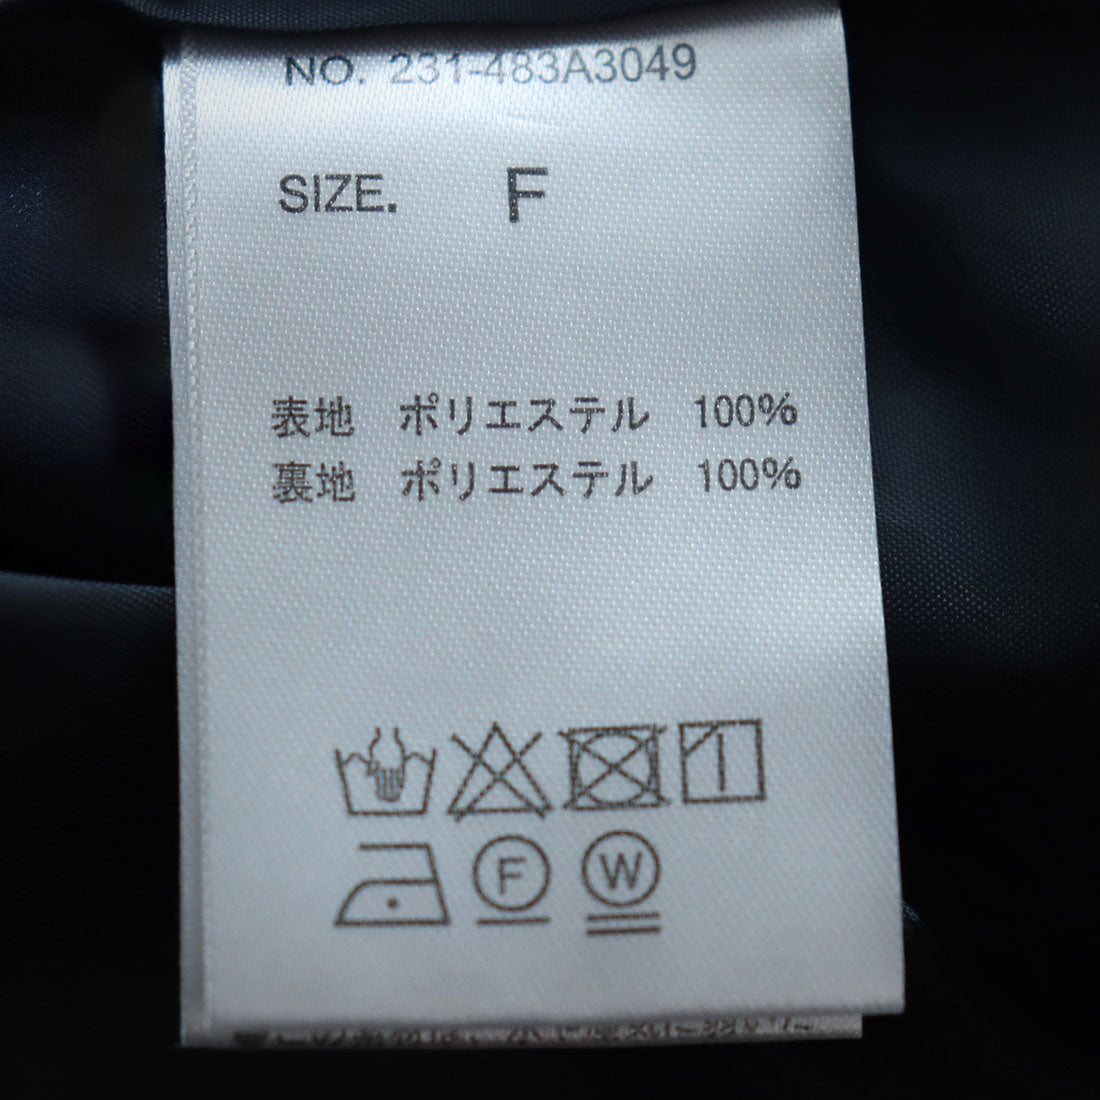 NO. 231-483A3049
SIZE. F
表地 ポリエステル 100%
裏地 ポリエステル 100%
F
W